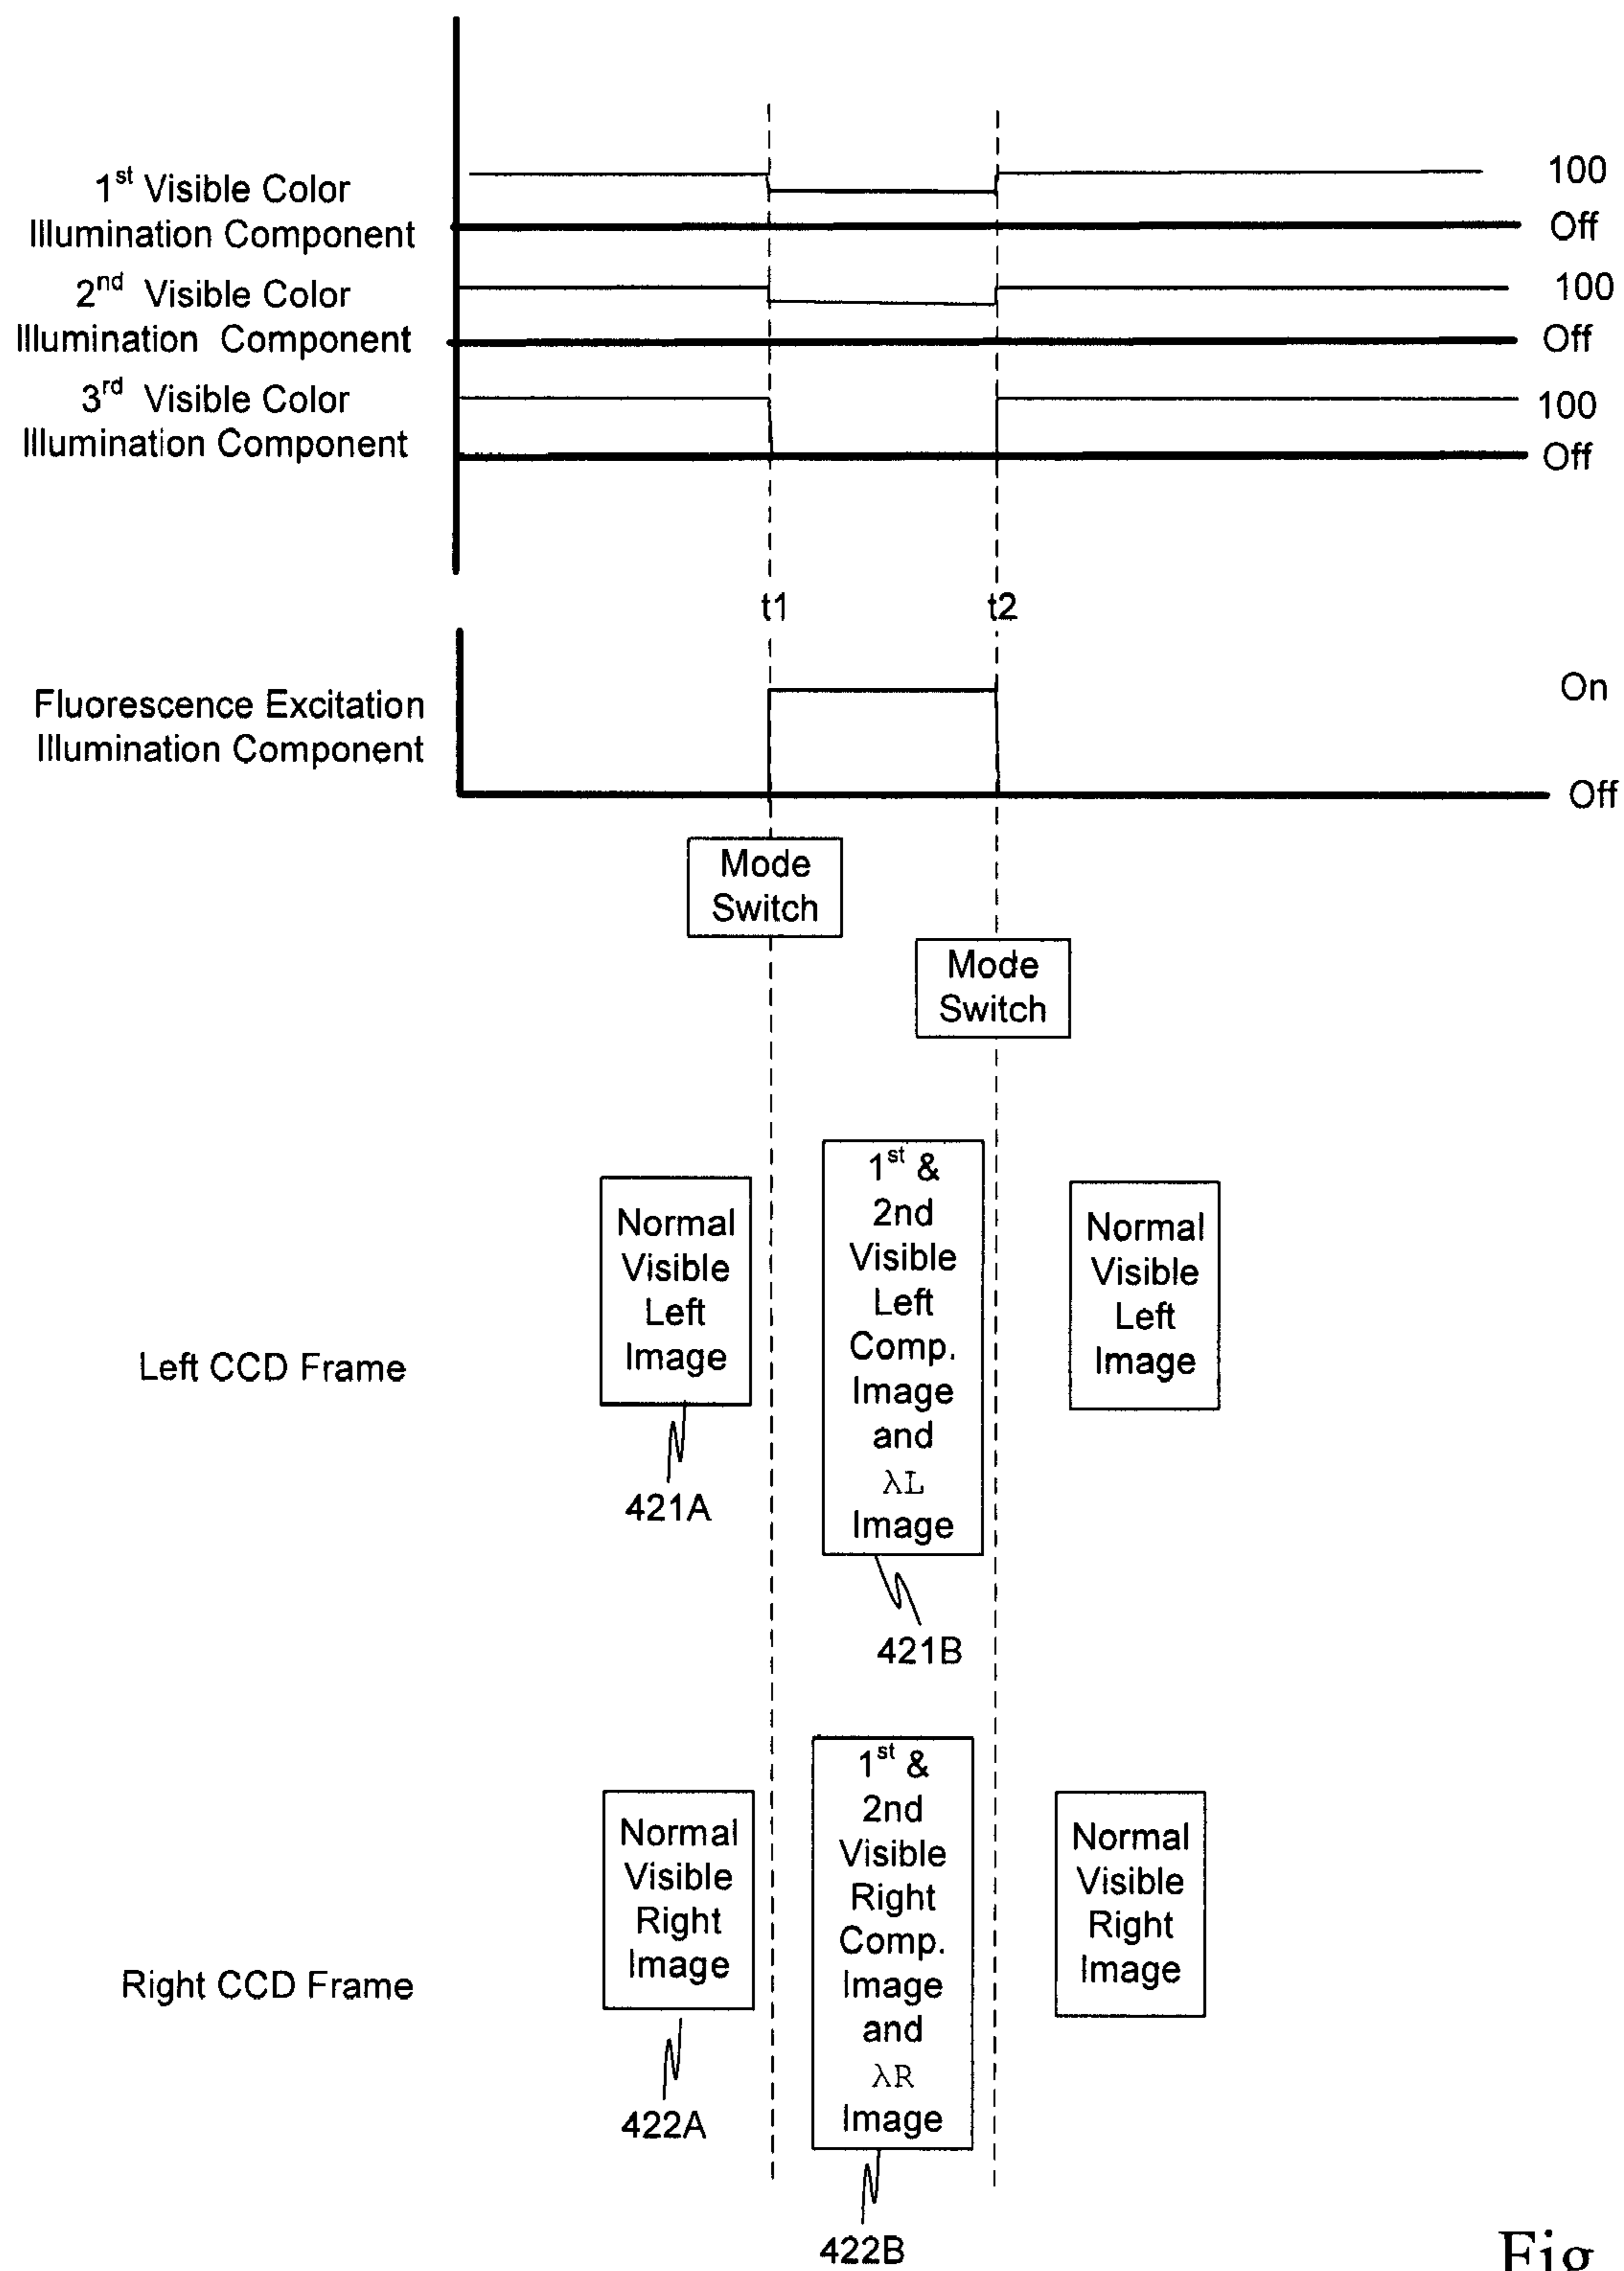 1st Visible Color
Illumination Component
100
Off
2nd Visible Color
Illumination Component
100
Off
3rd Visible Color
Illumination Component
100
Off
t1
t2
Fluorescence Excitation
Illumination Component
On
Off
Mode
Switch
Mode
Switch
Left CCD Frame
Normal
Visible
Left
Image
421A
1st &
2nd
Visible
Left
Comp.
Image
and
λL
Image
421B
Normal
Visible
Left
Image
Right CCD Frame
Normal
Visible
Right
Image
422A
1st &
2nd
Visible
Right
Comp.
Image
and
λR
Image
422B
Normal
Visible
Right
Image
Fig